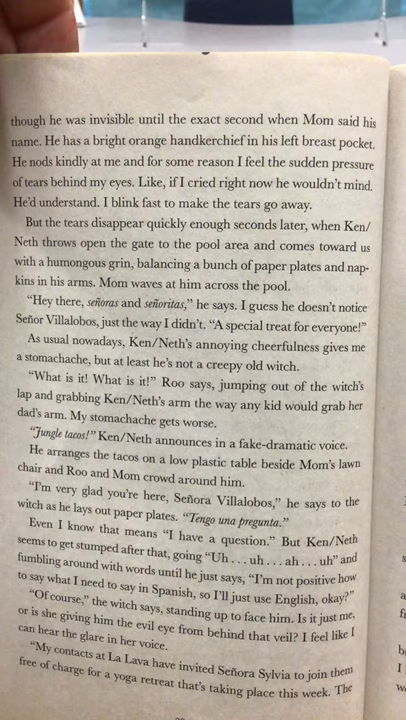 though he was invisible until the exact second when Mom said his
name. He has a bright orange handkerchief in his left breast pocket.
He nods kindly at me and for some reason I feel the sudden pressure
of tears behind my eyes. Like, if I cried right now he wouldn't mind.
He'd understand. I blink fast to make the tears go away.
But the tears disappear quickly enough seconds later, when Ken/
Neth throws open the gate to the pool area and comes toward us
with a humongous grin, balancing a bunch of paper plates and nap-
kins in his arms. Mom waves at him across the pool.
"Hey there, señoras and señoritas," he says. I guess he doesn't notice
Señor Villalobos, just the way I didn't. "A special treat for everyone!"
As usual nowadays, Ken/Neth's annoying cheerfulness gives me
a stomachache, but at least he's not a creepy old witch.
"What is it! What is it!" Roo says, jumping out of the witch's
lap and grabbing Ken/Neth's arm the way any kid would grab her
dad's arm. My stomachache gets worse.
"Jungle tacos!" Ken/Neth announces in a fake-dramatic voice.
He arranges the tacos on a low plastic table beside Mom's lawn
chair and Roo and Mom crowd around him.
"I'm very glad you're here, Señora Villalobos," he says to the
witch as he lays out paper plates. "Tengo una pregunta."
Even I know that means "I have a question." But Ken/Neth
seems to get stumped after that, going "Uh . . . uh . . . ah . . . uh" and
fumbling around with words until he just says, "I'm not positive how
to say what I need to say in Spanish, so I'll just use English, okay?"
"Of course," the witch says, standing up to face him. Is it just me,
or is she giving him the evil eye from behind that veil? I feel like I
can hear the glare in her voice.
"My contacts at La Lava have invited Señora Sylvia to join them
free of charge for a yoga retreat that's taking place this week. The